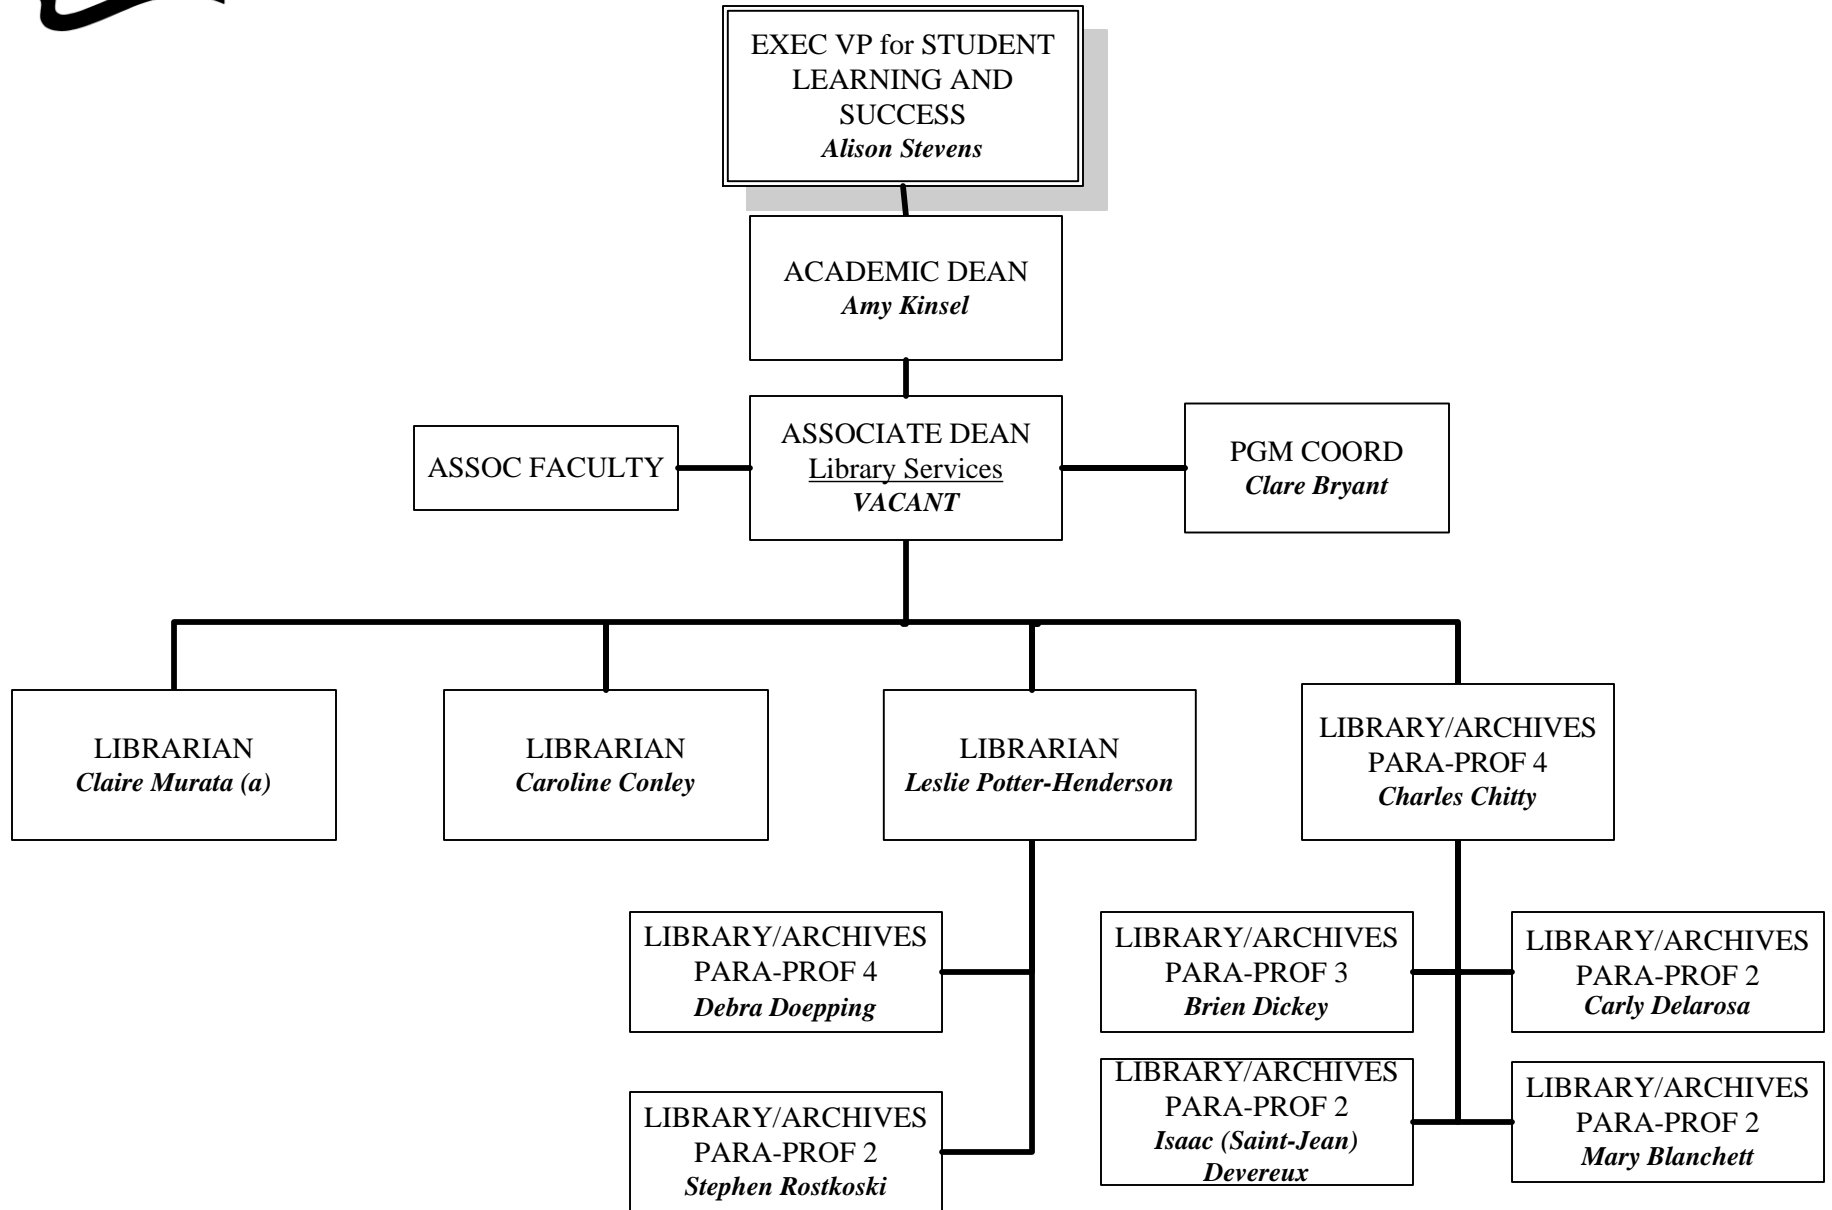 EXEC VP for STUDENT
LEARNING AND
SUCCESS
Alison Stevens
ACADEMIC DEAN
Amy Kinsel
ASSOC FACULTY
ASSOCIATE DEAN
Library Services
VACANT
PGM COORD
Clare Bryant
LIBRARIAN
Claire Murata (a)
LIBRARIAN
Caroline Conley
LIBRARIAN
Leslie Potter-Henderson
LIBRARY/ARCHIVES
PARA-PROF 4
Charles Chitty
LIBRARY/ARCHIVES
PARA-PROF 4
Debra Doepping
LIBRARY/ARCHIVES
PARA-PROF 3
Brien Dickey
LIBRARY/ARCHIVES
PARA-PROF 2
Carly Delarosa
LIBRARY/ARCHIVES
PARA-PROF 2
Stephen Rostkoski
LIBRARY/ARCHIVES
PARA-PROF 2
Isaac (Saint-Jean)
Devereux
LIBRARY/ARCHIVES
PARA-PROF 2
Mary Blanchett